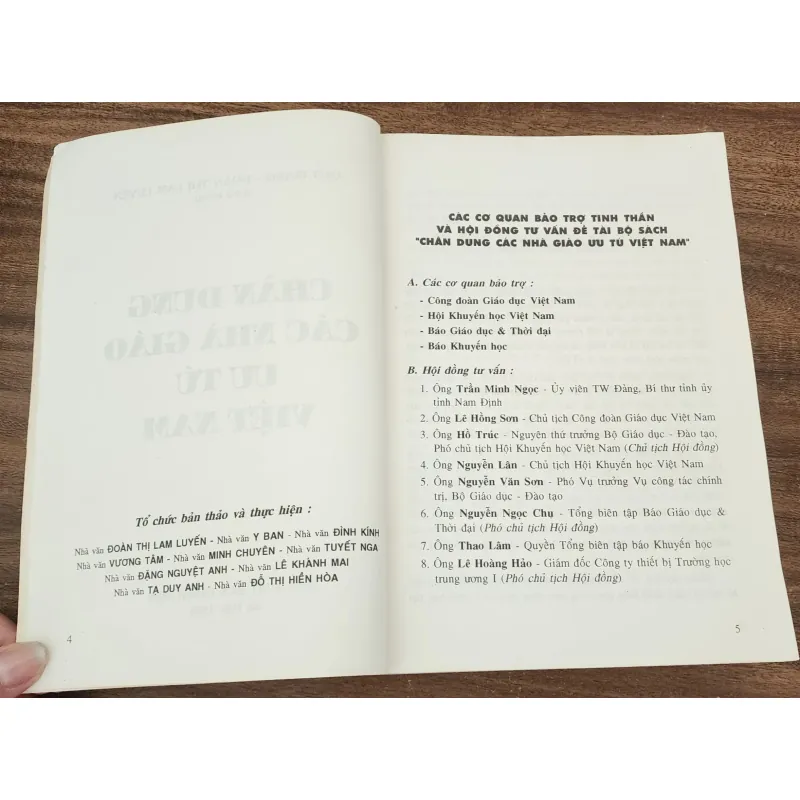 Tổ chức bản thảo và thực hiện :
Nhà văn ĐOÀN THỊ LAM LUYẾN - Nhà văn Y BAN - Nhà văn ĐÌNH KÍNH
Nhà văn VƯƠNG TÂM - Nhà văn MINH CHUYÊN - Nhà văn TUYẾT NGA
Nhà văn ĐẶNG NGUYỆT ANH - Nhà văn LÊ KHÁNH MAI
Nhà văn TẠ DUY ANH - Nhà văn ĐỖ THỊ HIỀN HÒA
4
CÁC CƠ QUAN BẢO TRỢ TINH THẦN
VÀ HỘI ĐỒNG TƯ VẤN ĐỀ TÀI BỘ SÁCH
"CHÂN DUNG CÁC NHÀ GIÁO ƯU TÚ VIỆT NAM"
A. Các cơ quan bảo trợ :
- Công đoàn Giáo dục Việt Nam
- Hội Khuyến học Việt Nam
- Báo Giáo dục & Thời đại
- Báo Khuyến học
B. Hội đồng tư vấn :
1. Ông Trần Minh Ngọc - Ủy viên TW Đảng, Bí thư tỉnh ủy
tỉnh Nam Định
2. Ông Lê Hồng Sơn - Chủ tịch Công đoàn Giáo dục Việt Nam
3. Ông Hồ Trúc - Nguyên thứ trưởng Bộ Giáo dục - Đào tạo,
Phó chủ tịch Hội Khuyến học Việt Nam (Chủ tịch Hội đồng)
4. Ông Nguyễn Lân - Chủ tịch Hội Khuyến học Việt Nam
5. Ông Nguyễn Văn Sơn - Phó Vụ trưởng Vụ công tác chính
trị, Bộ Giáo dục - Đào tạo
6. Ông Nguyễn Ngọc Chụ - Tổng biên tập Báo Giáo dục &
Thời đại (Phó chủ tịch Hội đồng)
7. Ông Thao Lâm - Quyền Tổng biên tập báo Khuyến học
8. Ông Lê Hoàng Hảo - Giám đốc Công ty thiết bị Trường học
trung ương I (Phó chủ tịch Hội đồng)
5